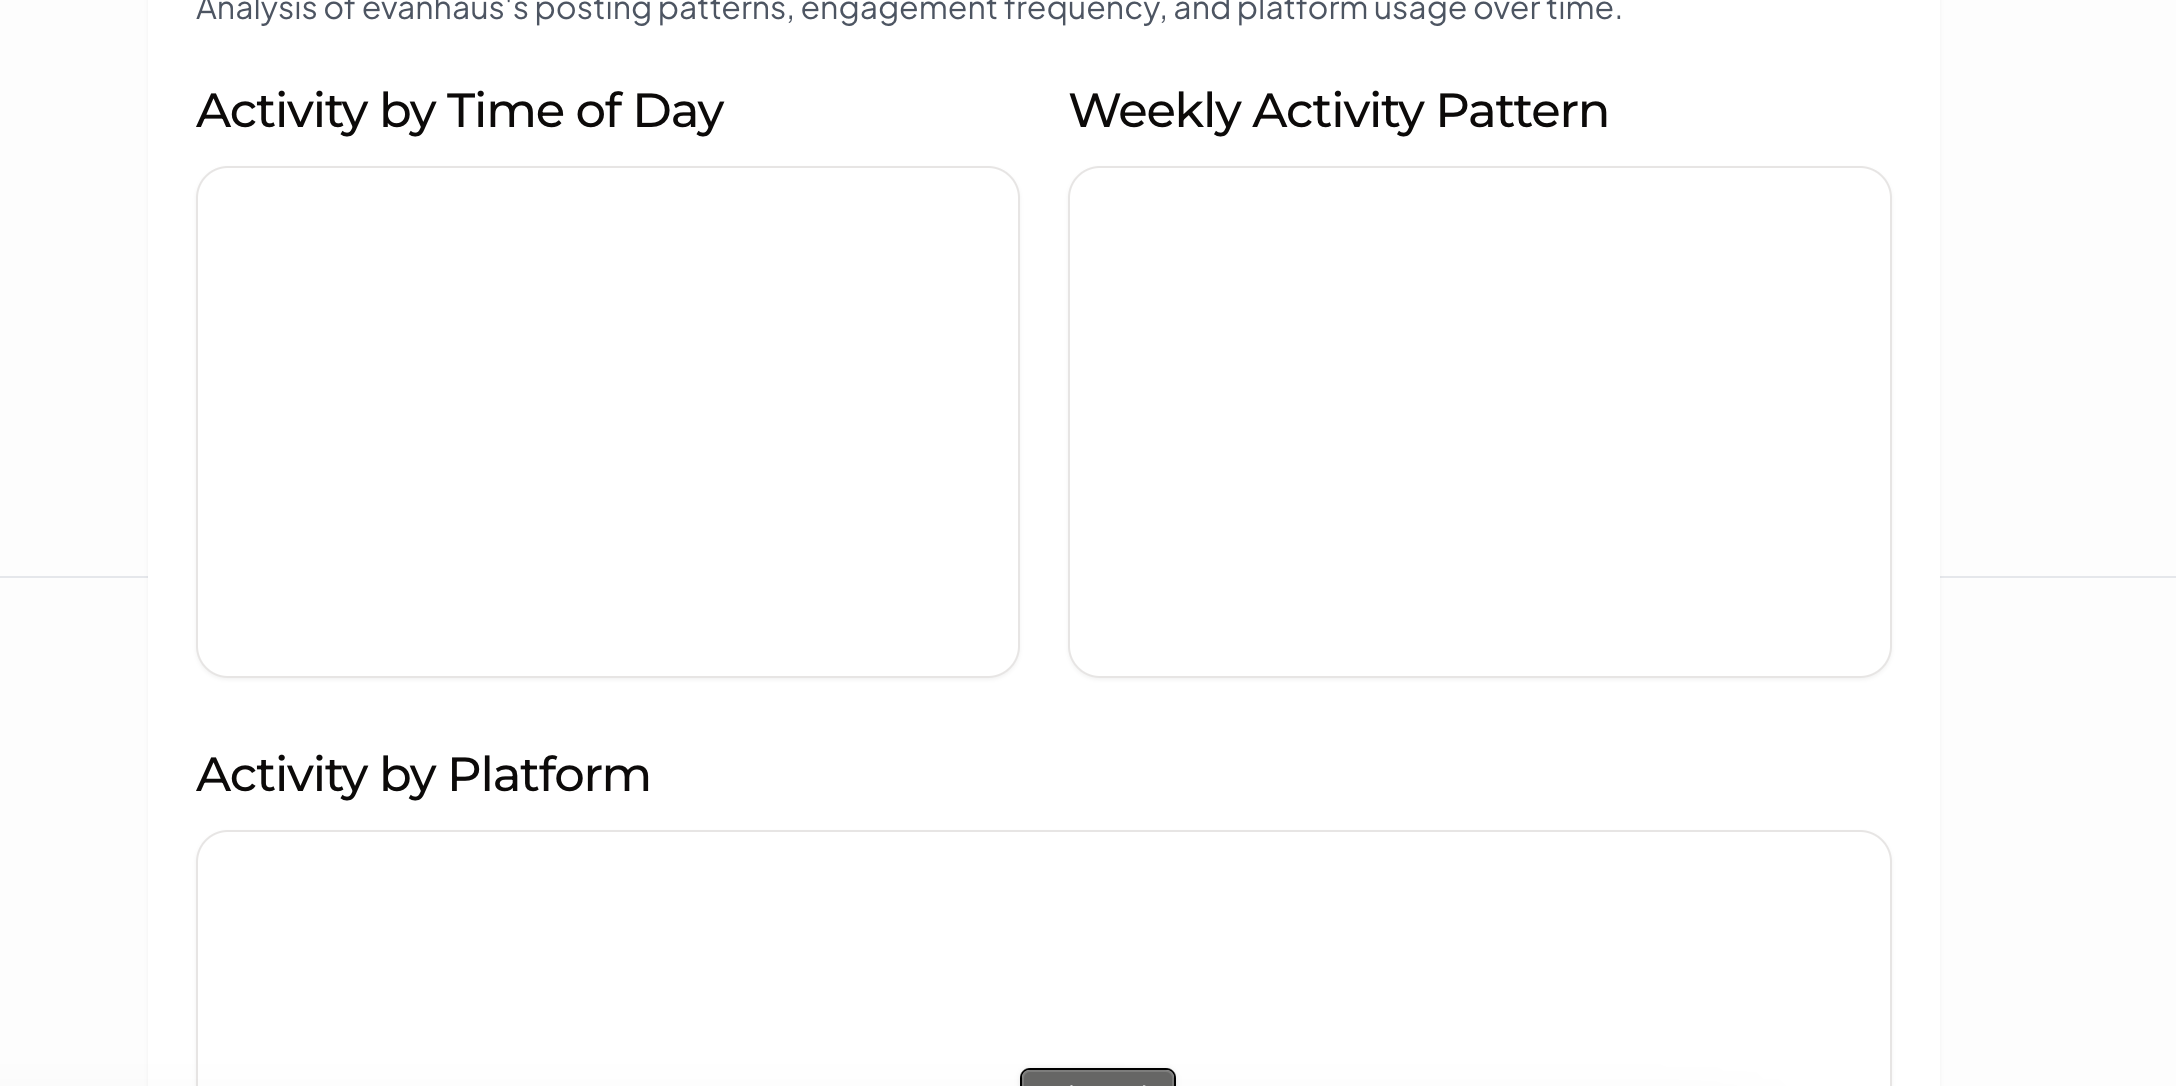 Analysis of evanhaus's posting patterns, engagement frequency, and platform usage over time.
Activity by Time of Day
Weekly Activity Pattern
Activity by Platform